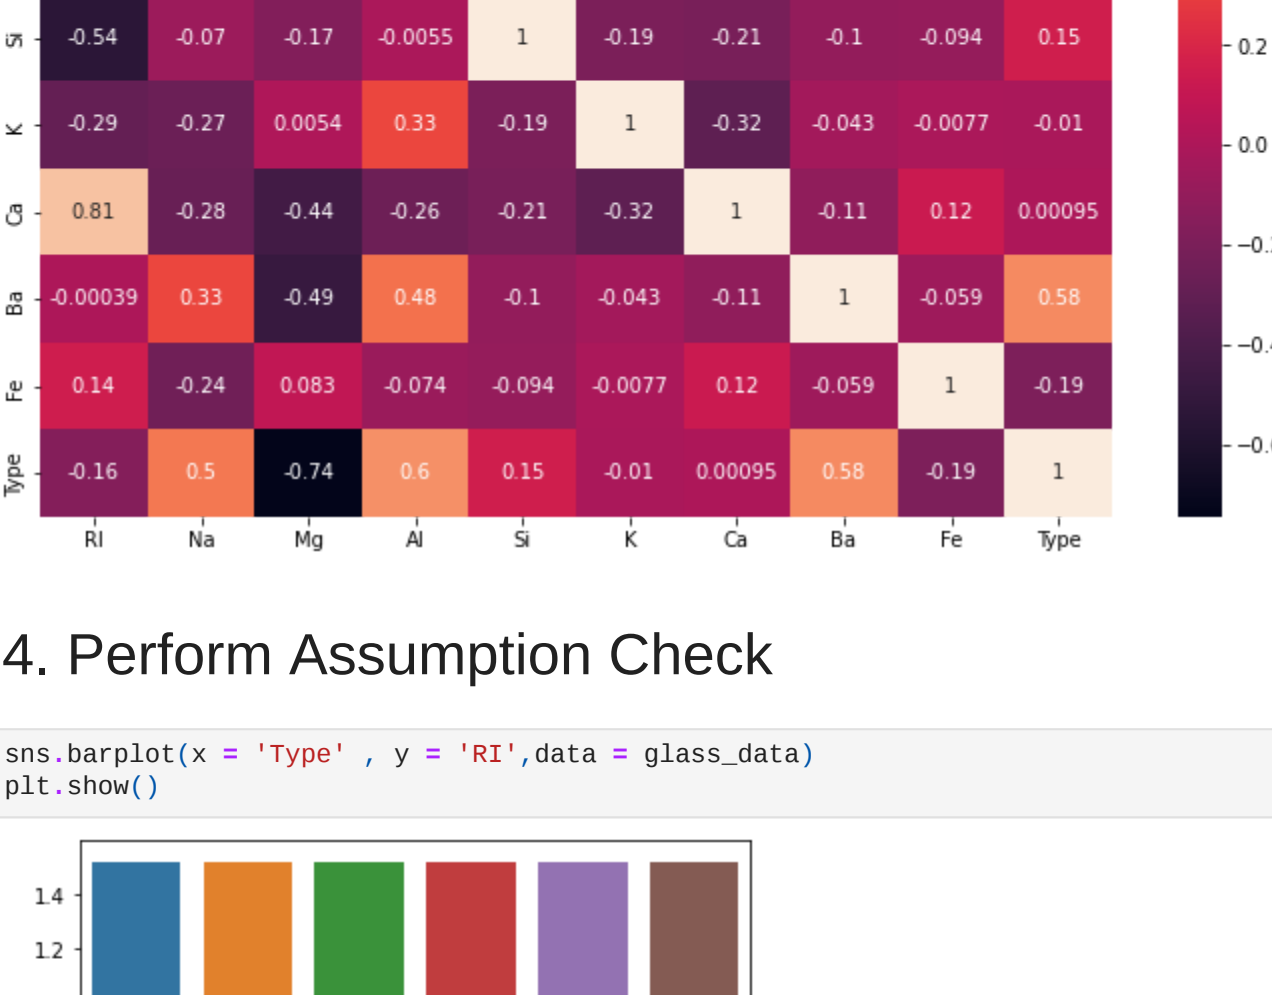 Si -0.54 -0.07 -0.17 -0.0055 1 -0.19 -0.21 -0.1 -0.094 0.15 0.2
K -0.29 -0.27 0.0054 0.33 -0.19 1 -0.32 -0.043 -0.0077 -0.01 0.0
Ca 0.81 -0.28 -0.44 -0.26 -0.21 -0.32 1 -0.11 0.12 0.00095
Ba -0.00039 0.33 -0.49 0.48 -0.1 -0.043 -0.11 1 -0.059 0.58
Fe 0.14 -0.24 0.083 -0.074 -0.094 -0.0077 0.12 -0.059 1 -0.19
Type -0.16 0.5 -0.74 0.6 0.15 -0.01 0.00095 0.58 -0.19 1
RI Na Mg Al Si K Ca Ba Fe Type
4. Perform Assumption Check
sns.barplot(x = 'Type' , y = 'RI',data = glass_data)
plt.show()
1.4
1.2